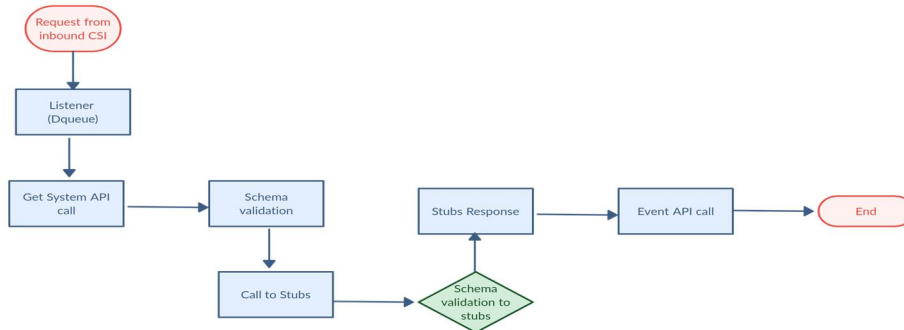 Request from
inbound CSI
Listener
(Dqueue)
Get System API
call
Schema
validation
Call to Stubs
Schema
validation to
stubs
Stubs Response
Event API call
End